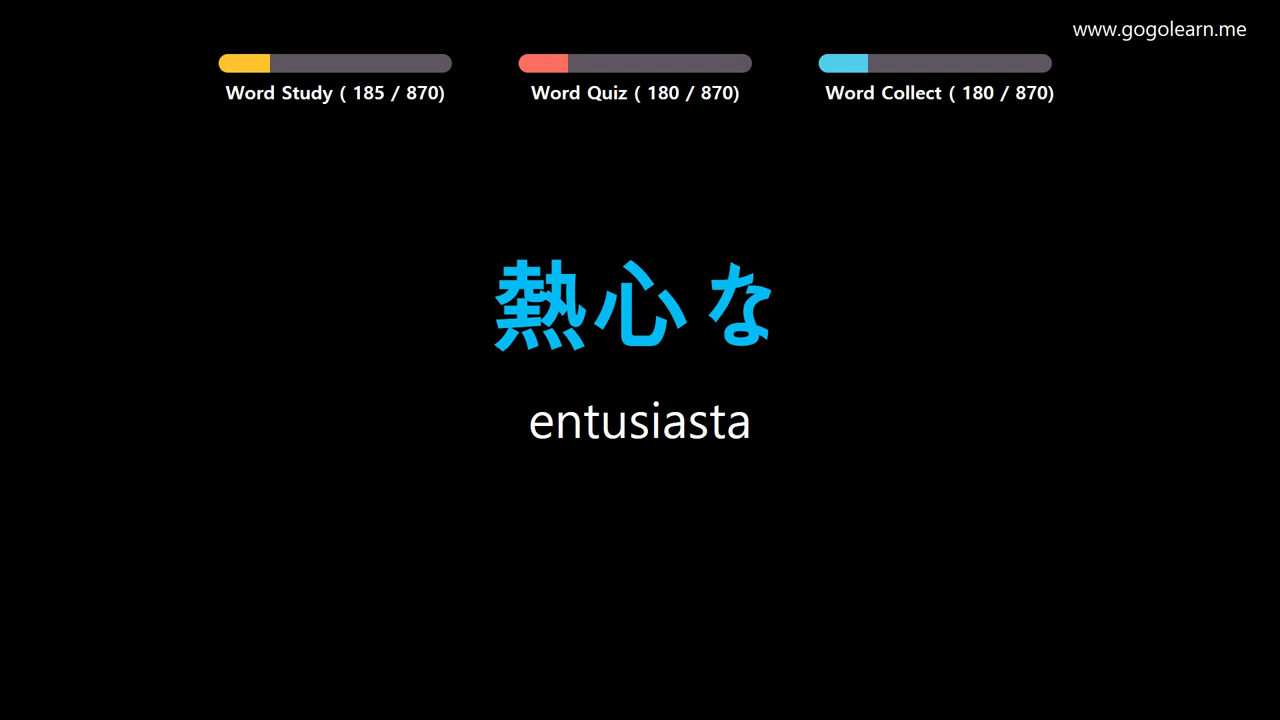 www.gogolearn.me
Word Study ( 185 / 870)
Word Quiz ( 180 / 870)
Word Collect ( 180 / 870)
熱心な
entusiasta